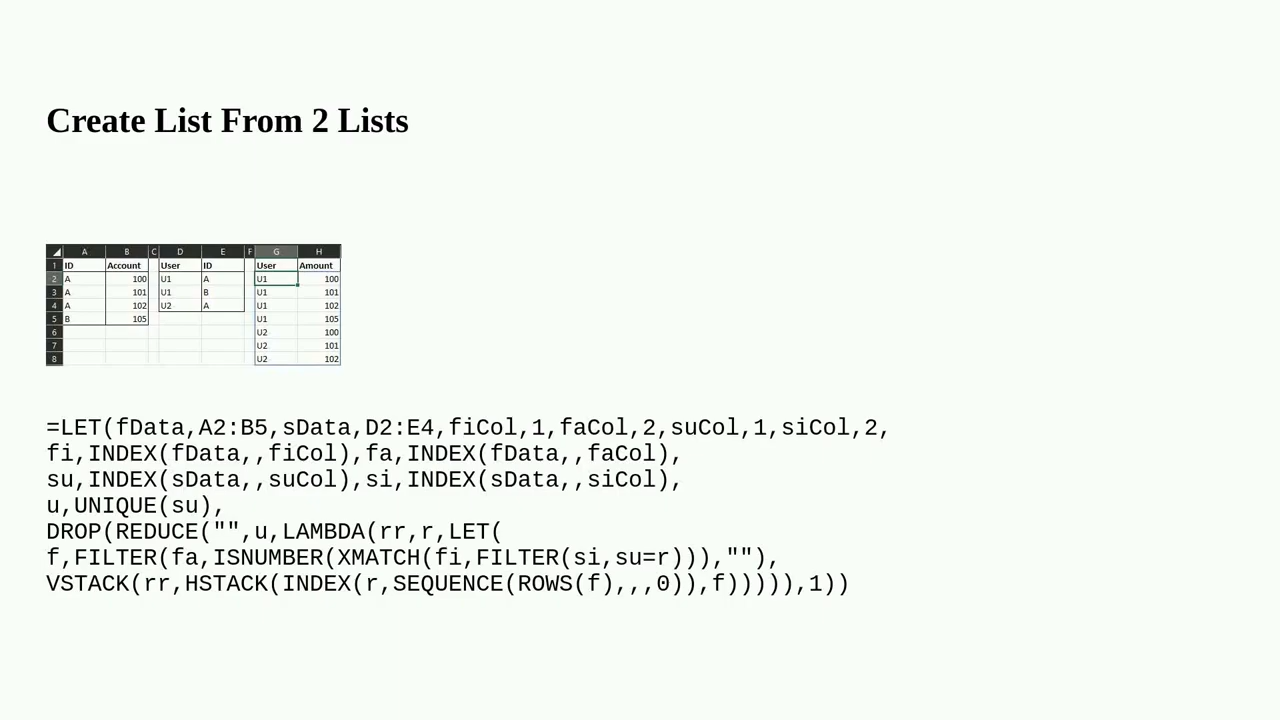 Create List From 2 Lists
A B C D E F G H
1 ID Account User ID User Amount
2 A 100 U1 A U1 100
3 A 101 U1 B U1 101
4 A 102 U2 A U1 102
5 B 105 U1 105
6 U2 100
7 U2 101
8 U2 102
=LET(fData,A2:B5,sData,D2:E4,fiCol,1,faCol,2,suCol,1,siCol,2,
fi,INDEX(fData,,fiCol),fa,INDEX(fData,,faCol),
su,INDEX(sData,,suCol),si,INDEX(sData,,siCol),
u,UNIQUE(su),
DROP(REDUCE("",u,LAMBDA(rr,r,LET(
f,FILTER(fa,ISNUMBER(XMATCH(fi,FILTER(si,su=r))),""),
VSTACK(rr,HSTACK(INDEX(r,SEQUENCE(ROWS(f),,,0)),f))))),1))